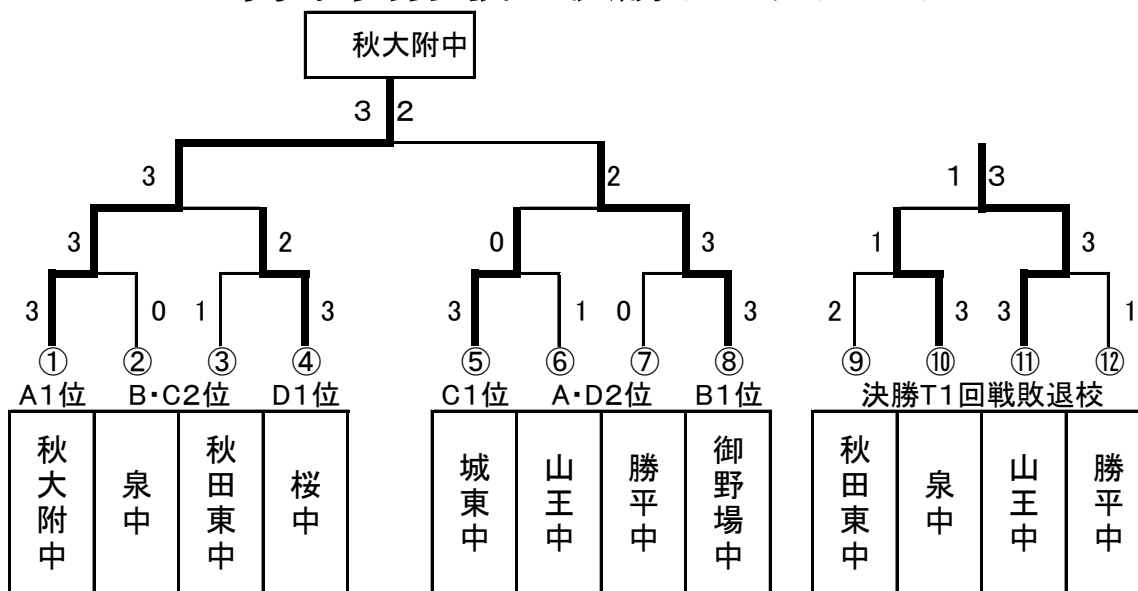 秋大附中
3 2
3 2 1 3
3 2 0 3 1 3
3 0 1 3 3 1 0 3 2 3 3 1
① ② ③ ④ ⑤ ⑥ ⑦ ⑧ ⑨ ⑩ ⑪ ⑫
A1位 B・C2位 D1位 C1位 A・D2位 B1位 決勝T1回戦敗退校
秋大附中
泉中
秋田東中
桜中
城東中
山王中
勝平中
御野場中
秋田東中
泉中
山王中
勝平中